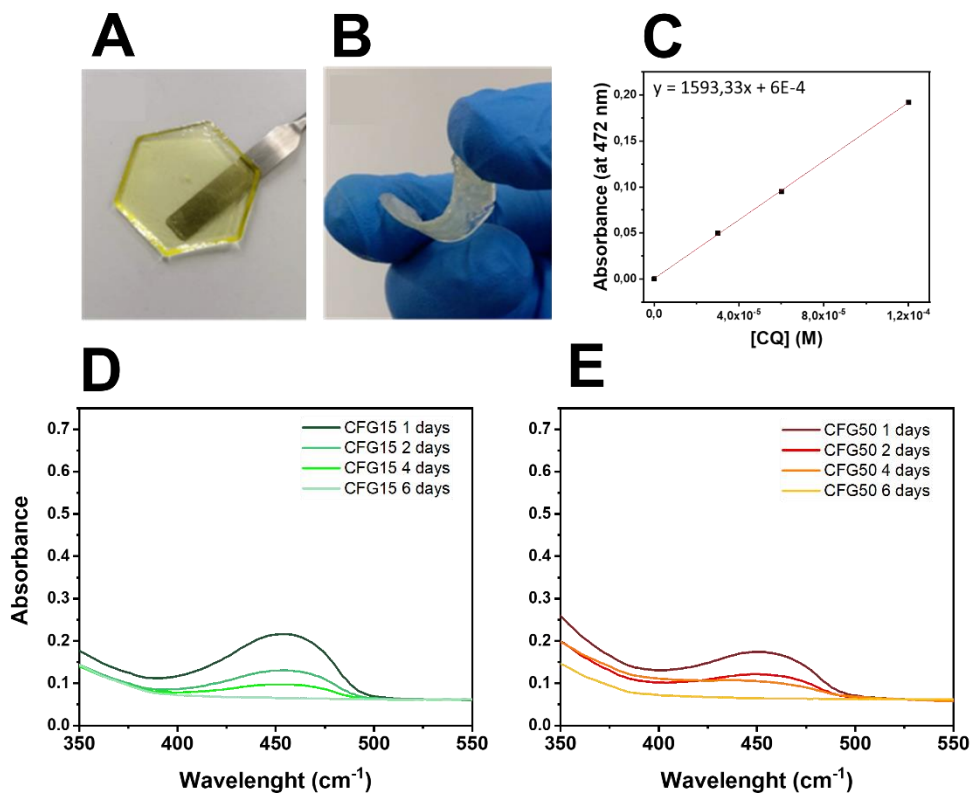 A
B
C
y = 1593,33x + 6E-4
Absorbance (at 472 nm)
0,20
0,15
0,10
0,05
0,00
0,0
4,0x10⁻⁵
8,0x10⁻⁵
1,2x10⁻⁴
[CQ] (M)
D
E
Absorbance
0.7
0.6
0.5
0.4
0.3
0.2
0.1
0.0
350
400
450
500
550
Wavelenght (cm⁻¹)
CFG15 1 days
CFG15 2 days
CFG15 4 days
CFG15 6 days
0.7
0.6
0.5
0.4
0.3
0.2
0.1
0.0
350
400
450
500
550
Wavelenght (cm⁻¹)
CFG50 1 days
CFG50 2 days
CFG50 4 days
CFG50 6 days